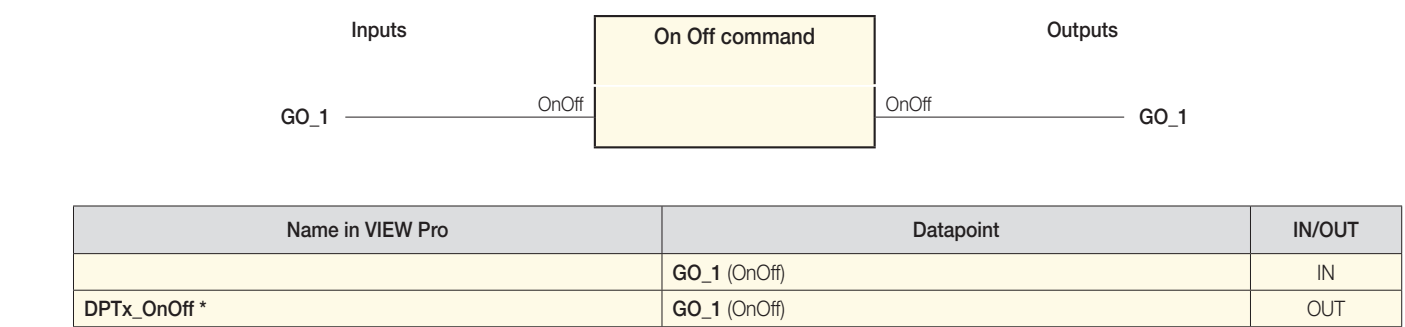 Inputs On Off command Outputs
GO_1 OnOff OnOff GO_1
Name in VIEW Pro Datapoint IN/OUT
GO_1 (OnOff) IN
DPTx_OnOff * GO_1 (OnOff) OUT